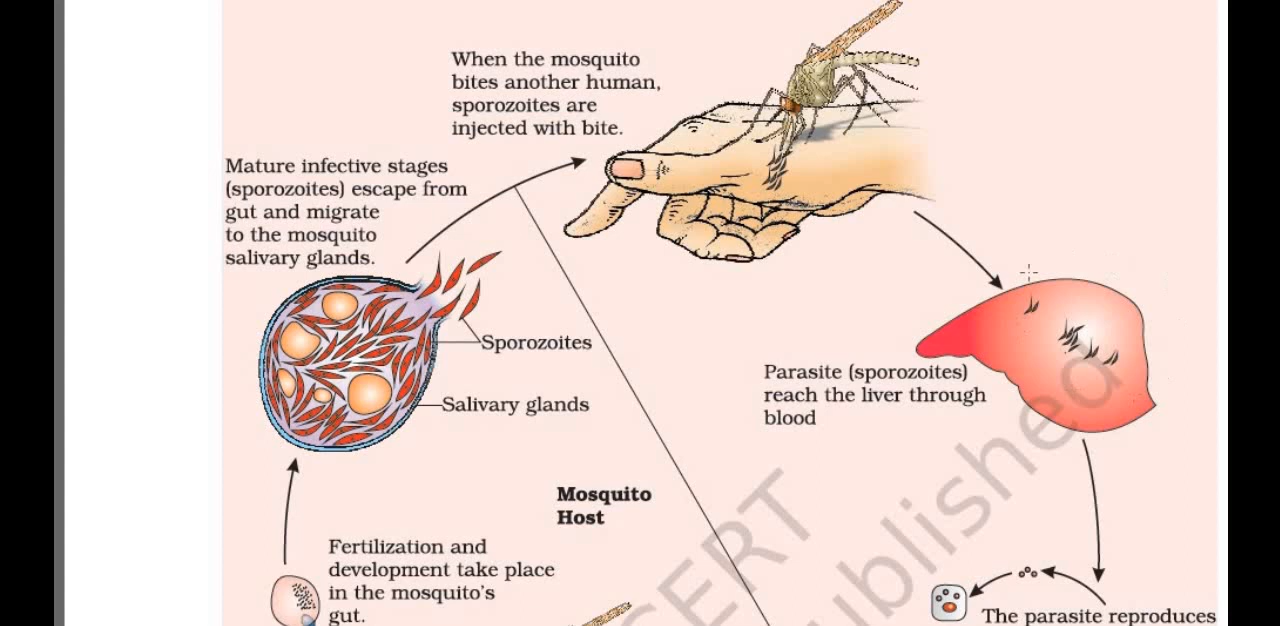 When the mosquito
bites another human,
sporozoites are
injected with bite.
Mature infective stages
(sporozoites) escape from
gut and migrate
to the mosquito
salivary glands.
Sporozoites
Salivary glands
Parasite (sporozoites)
reach the liver through
blood
Mosquito
Host
Fertilization and
development take place
in the mosquito's
gut.
The parasite reproduces
CERT
ublished